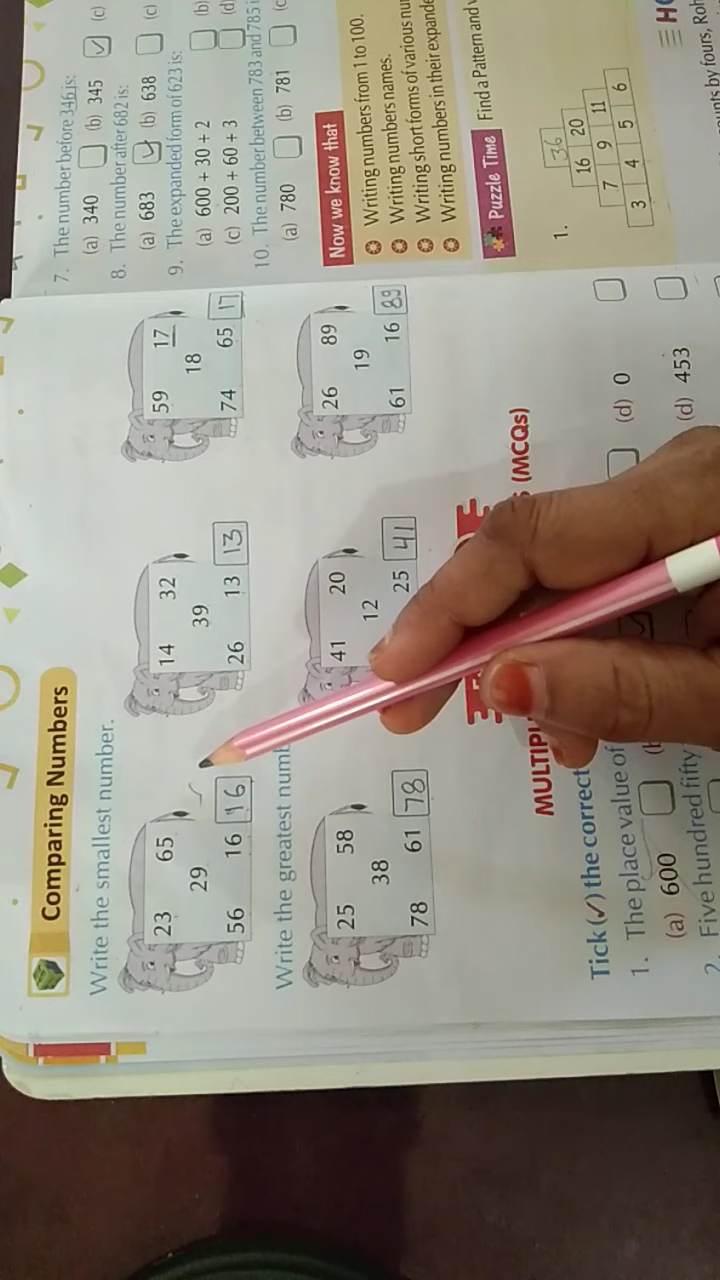 Comparing Numbers
Write the smallest number.
23 65
29
56 16 16
14 32
39
26 13 13
59 17
18
74 65 17
Write the greatest numb
25 58
38
78 61 78
41 20
12
25 41
26 89
19
61 16 89
MULTIPL (MCQs)
Tick (✓) the correct
1. The place value of
(a) 600 (d) 0
2. Five hundred fifty
(d) 453
7. The number before 346 is:
(a) 340 (b) 345 ✓ (c)
8. The number after 682 is:
(a) 683 ✓ (b) 638 (c)
9. The expanded form of 623 is:
(a) 600 + 30 + 2 (b)
(c) 200 + 60 + 3 (d)
10. The number between 783 and 785 i
(a) 780 (b) 781 (c
Now we know that
Writing numbers from 1 to 100.
Writing numbers names.
Writing short forms of various nu
Writing numbers in their expande
Puzzle Time Find a Pattern and
1.
36
16 20
7 9 11
3 4 5 6
H
unts by fours, Roh